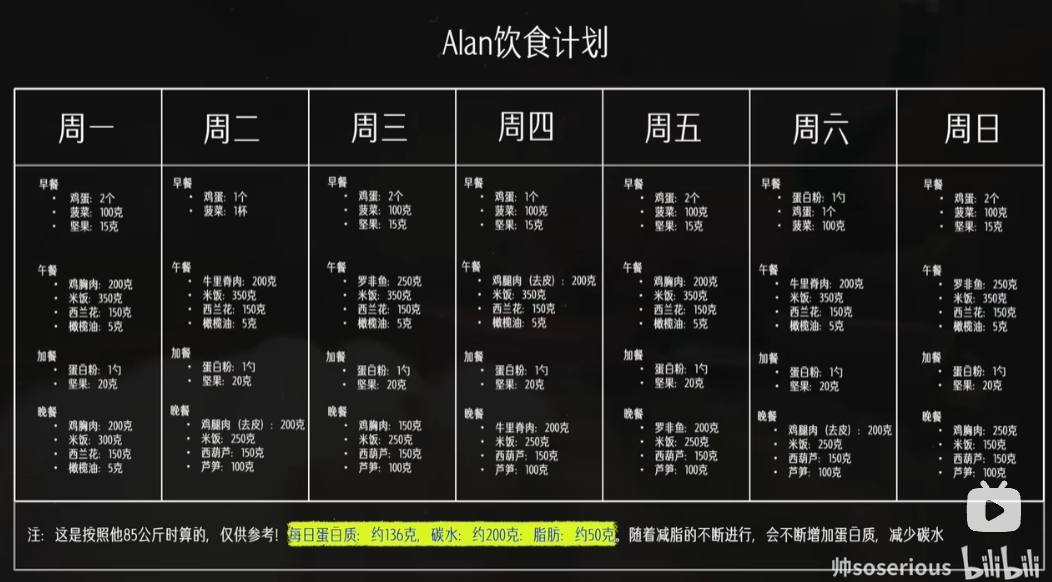 Alan饮食计划
周一
周二
周三
周四
周五
周六
周日
早餐
• 鸡蛋：2个
• 菠菜：100克
• 坚果：15克
午餐
• 鸡胸肉：200克
• 米饭：350克
• 西兰花：150克
• 橄榄油：5克
加餐
• 蛋白粉：1勺
• 坚果：20克
晚餐
• 鸡胸肉：200克
• 米饭：300克
• 西兰花：150克
• 橄榄油：5克
早餐
• 鸡蛋：1个
• 菠菜：1杯
午餐
• 牛里脊肉：200克
• 米饭：350克
• 西兰花：150克
• 橄榄油：5克
加餐
• 蛋白粉：1勺
• 坚果：20克
晚餐
• 鸡腿肉（去皮）：200克
• 米饭：250克
• 西葫芦：150克
• 芦笋：100克
早餐
• 鸡蛋：2个
• 菠菜：100克
• 坚果：15克
午餐
• 罗非鱼：250克
• 米饭：350克
• 西兰花：150克
• 橄榄油：5克
加餐
• 蛋白粉：1勺
• 坚果：20克
晚餐
• 鸡胸肉：150克
• 米饭：250克
• 西葫芦：150克
• 芦笋：100克
早餐
• 鸡蛋：1个
• 菠菜：100克
• 坚果：15克
午餐
• 鸡腿肉（去皮）：200克
• 米饭：350克
• 西兰花：150克
• 橄榄油：5克
加餐
• 蛋白粉：1勺
• 坚果：20克
晚餐
• 牛里脊肉：200克
• 米饭：250克
• 西葫芦：150克
• 芦笋：100克
早餐
• 鸡蛋：2个
• 菠菜：100克
• 坚果：15克
午餐
• 鸡胸肉：200克
• 米饭：350克
• 西兰花：150克
• 橄榄油：5克
加餐
• 蛋白粉：1勺
• 坚果：20克
晚餐
• 罗非鱼：200克
• 米饭：250克
• 西葫芦：150克
• 芦笋：100克
早餐
• 蛋白粉：1勺
• 鸡蛋：1个
• 菠菜：100克
午餐
• 牛里脊肉：200克
• 米饭：350克
• 西兰花：150克
• 橄榄油：5克
加餐
• 蛋白粉：1勺
• 坚果：20克
晚餐
• 鸡腿肉（去皮）：200克
• 米饭：250克
• 西葫芦：150克
• 芦笋：100克
早餐
• 鸡蛋：2个
• 菠菜：100克
• 坚果：15克
午餐
• 罗非鱼：250克
• 米饭：350克
• 西兰花：150克
• 橄榄油：5克
加餐
• 蛋白粉：1勺
• 坚果：20克
晚餐
• 鸡胸肉：250克
• 米饭：150克
• 西葫芦：150克
• 芦笋：100克
注：这是按照他85公斤时算的，仅供参考！每日蛋白质：约136克，碳水：约200克：脂肪：约50克。随着减脂的不断进行，会不断增加蛋白质，减少碳水
帅soserious bilibili